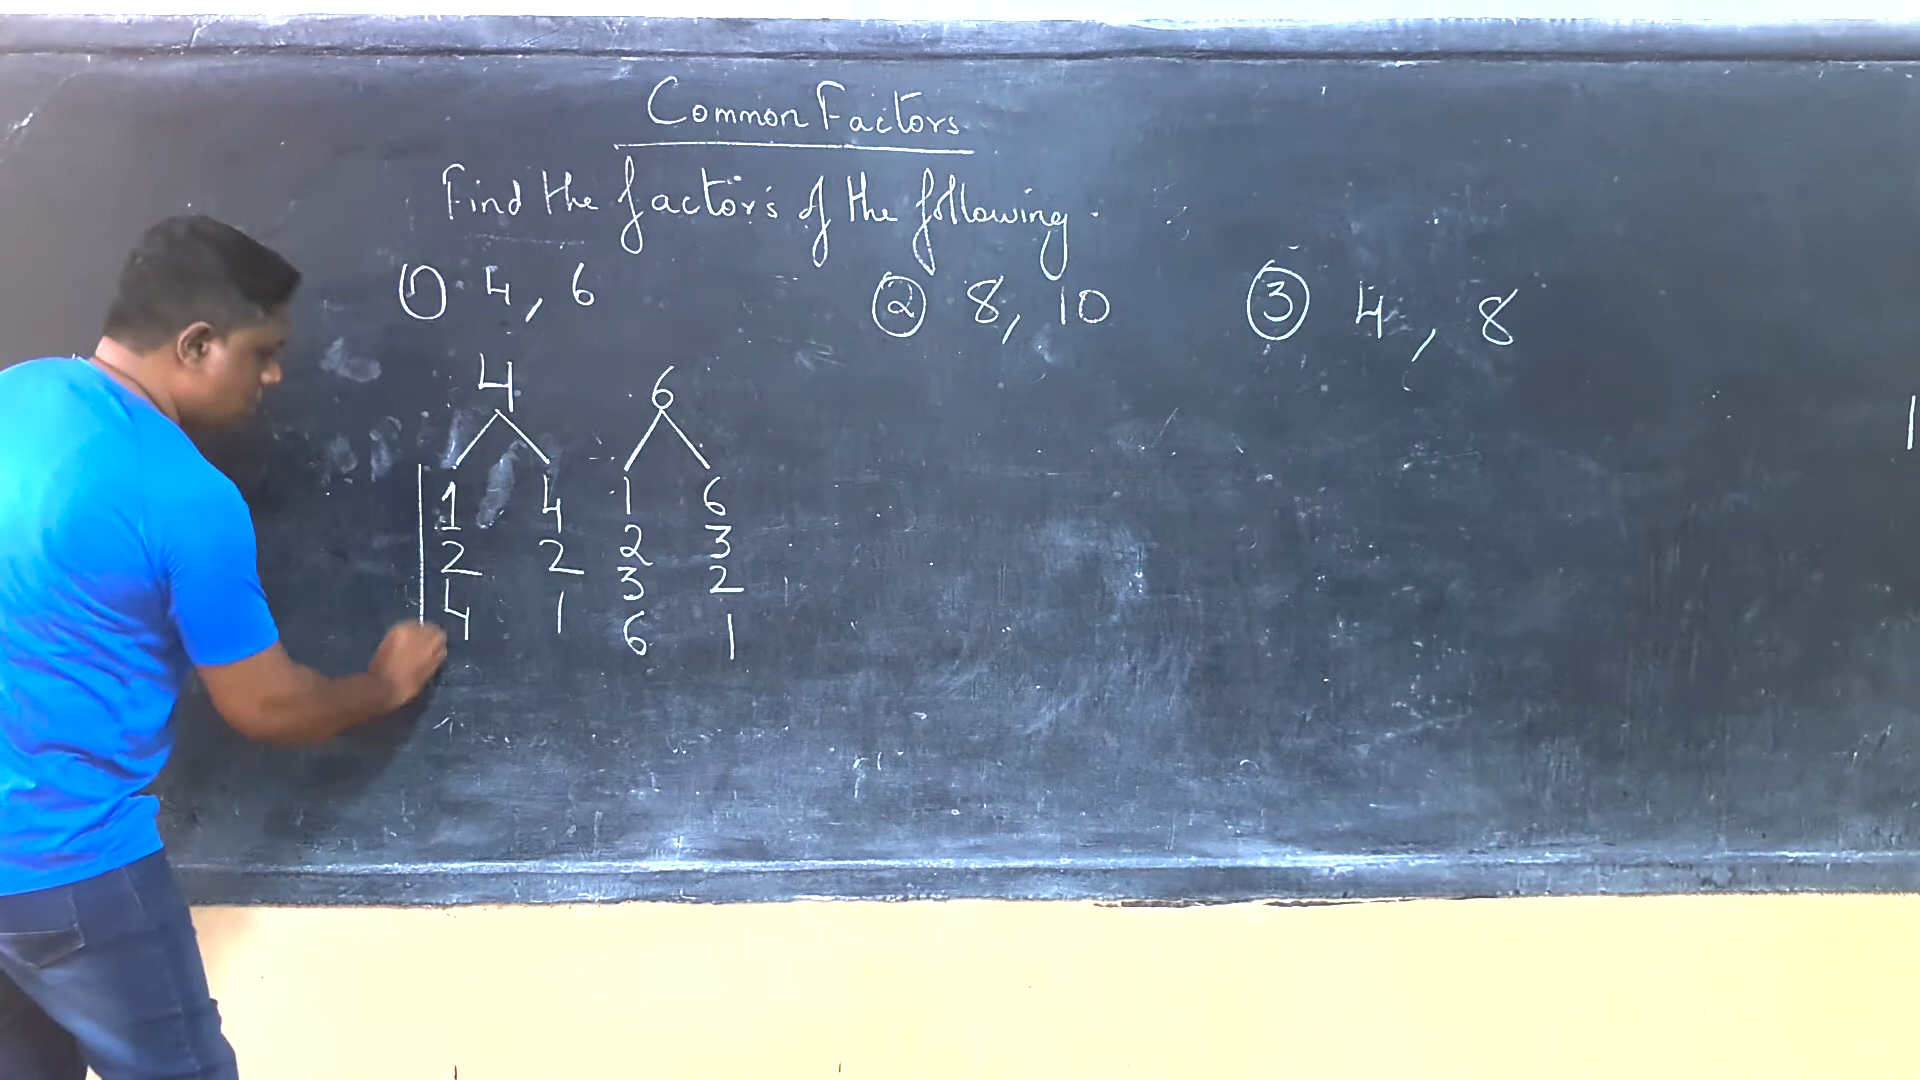 Common Factors
Find the factors of the following.
① 4, 6 ② 8, 10 ③ 4, 8
4 6
1 4 1 6
2 2 2 3
4 1 3 2
6 1